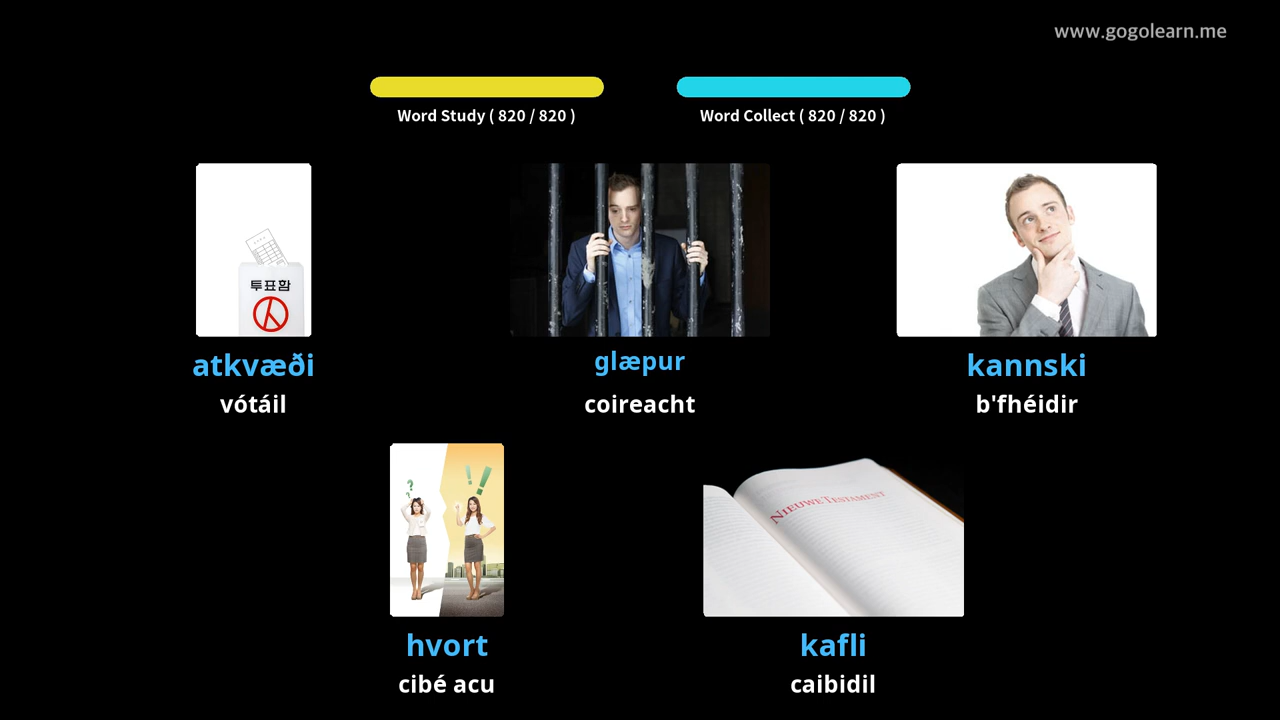 www.gogolearn.me
Word Study ( 820 / 820 )
Word Collect ( 820 / 820 )
투표함
atkvæði
vótáil
glæpur
coireacht
kannski
b'fhéidir
? !!
NIEUWE TESTAMENT
hvort
cibé acu
kafli
caibidil